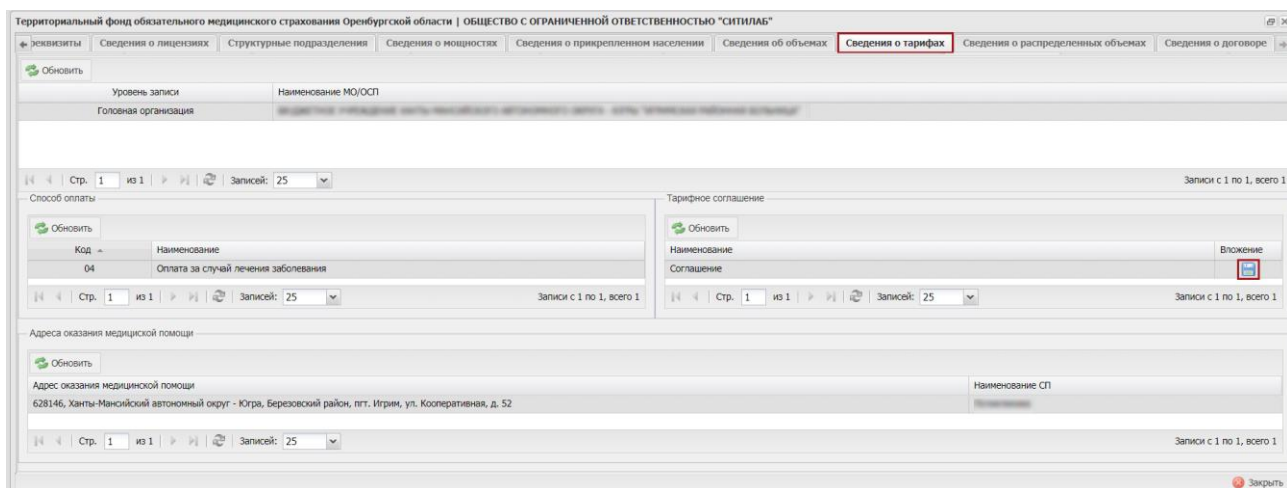 Территориальный фонд обязательного медицинского страхования Оренбургской области | ОБЩЕСТВО С ОГРАНИЧЕННОЙ ОТВЕТСТВЕННОСТЬЮ "СИТИЛАБ"
реквизиты Сведения о лицензиях Структурные подразделения Сведения о мощностях Сведения о прикрепленном населении Сведения об объемах Сведения о тарифах Сведения о распределенных объемах Сведения о договоре
Обновить
Уровень записи Наименование МО/ОСП
Головная организация
Стр. 1 из 1 Записей: 25 Записи с 1 по 1, всего 1
Способ оплаты Тарифное соглашение
Обновить Обновить
Код Наименование Наименование Вложение
04 Оплата за случай лечения заболевания Соглашение
Стр. 1 из 1 Записей: 25 Записи с 1 по 1, всего 1 Стр. 1 из 1 Записей: 25 Записи с 1 по 1, всего 1
Адреса оказания медициской помощи
Обновить
Адрес оказания медицинской помощи Наименование СП
628146, Ханты-Мансийский автономный округ - Югра, Березовский район, пгт. Игрим, ул. Кооперативная, д. 52
Стр. 1 из 1 Записей: 25 Записи с 1 по 1, всего 1
Закрыть